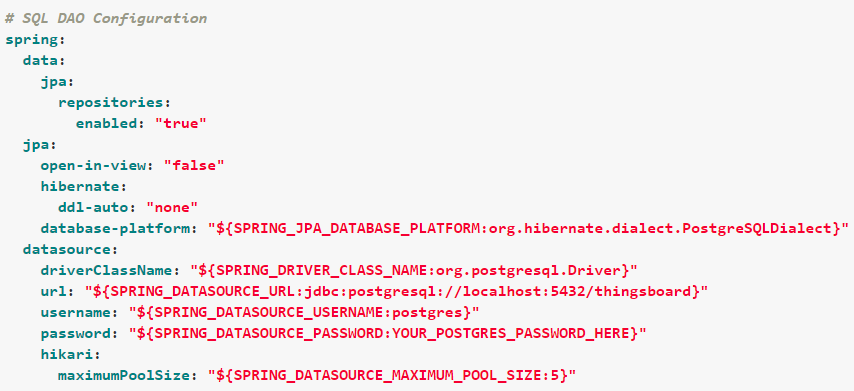 # SQL DAO Configuration
spring:
  data:
    jpa:
      repositories:
        enabled: "true"
  jpa:
    open-in-view: "false"
    hibernate:
      ddl-auto: "none"
    database-platform: "${SPRING_JPA_DATABASE_PLATFORM:org.hibernate.dialect.PostgreSQLDialect}"
  datasource:
    driverClassName: "${SPRING_DRIVER_CLASS_NAME:org.postgresql.Driver}"
    url: "${SPRING_DATASOURCE_URL:jdbc:postgresql://localhost:5432/thingsboard}"
    username: "${SPRING_DATASOURCE_USERNAME:postgres}"
    password: "${SPRING_DATASOURCE_PASSWORD:YOUR_POSTGRES_PASSWORD_HERE}"
    hikari:
      maximumPoolSize: "${SPRING_DATASOURCE_MAXIMUM_POOL_SIZE:5}"